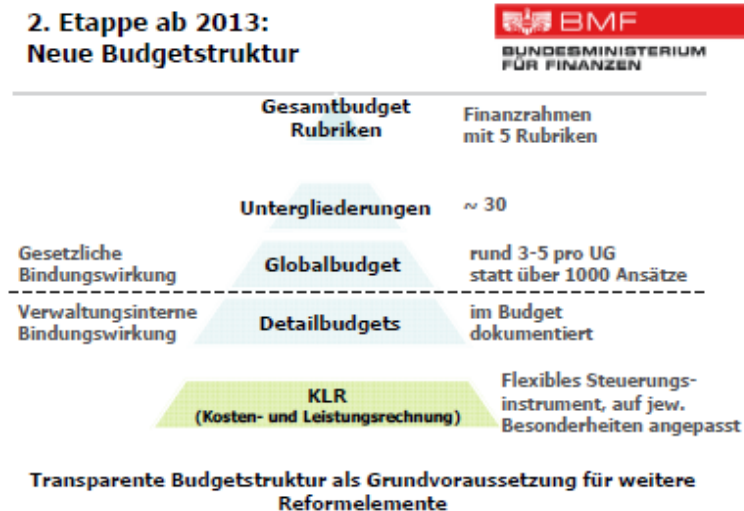 2. Etappe ab 2013:
Neue Budgetstruktur
BMF
BUNDESMINISTERIUM
FÜR FINANZEN
Gesamtbudget
Rubriken
Finanzrahmen
mit 5 Rubriken
Untergliederungen
~ 30
Gesetzliche
Bindungswirkung
Globalbudget
rund 3-5 pro UG
statt über 1000 Ansätze
Verwaltungsinterne
Bindungswirkung
Detailbudgets
im Budget
dokumentiert
KLR
(Kosten- und Leistungsrechnung)
Flexibles Steuerungs-
instrument, auf jew.
Besonderheiten angepasst
Transparente Budgetstruktur als Grundvoraussetzung für weitere
Reformelemente